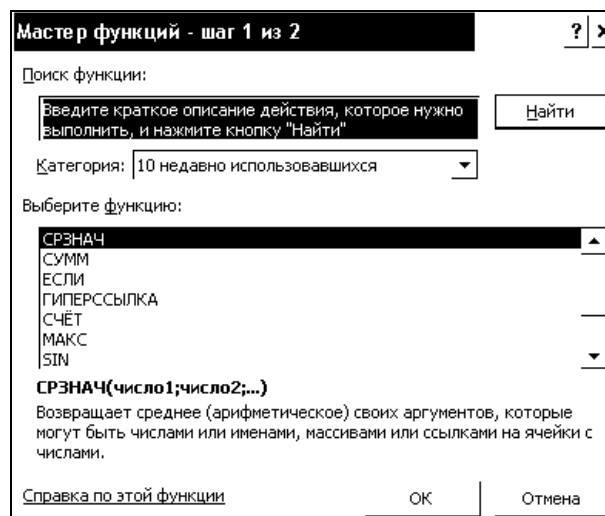 Мастер функций - шаг 1 из 2
Поиск функции:
Введите краткое описание действия, которое нужно
выполнить, и нажмите кнопку "Найти"
Найти
Категория: 10 недавно использовавшихся
Выберите функцию:
СРЗНАЧ
СУММ
ЕСЛИ
ГИПЕРССЫЛКА
СЧЁТ
МАКС
SIN
СРЗНАЧ(число1;число2;...)
Возвращает среднее (арифметическое) своих аргументов, которые
могут быть числами или именами, массивами или ссылками на ячейки с
числами.
Справка по этой функции
ОК
Отмена